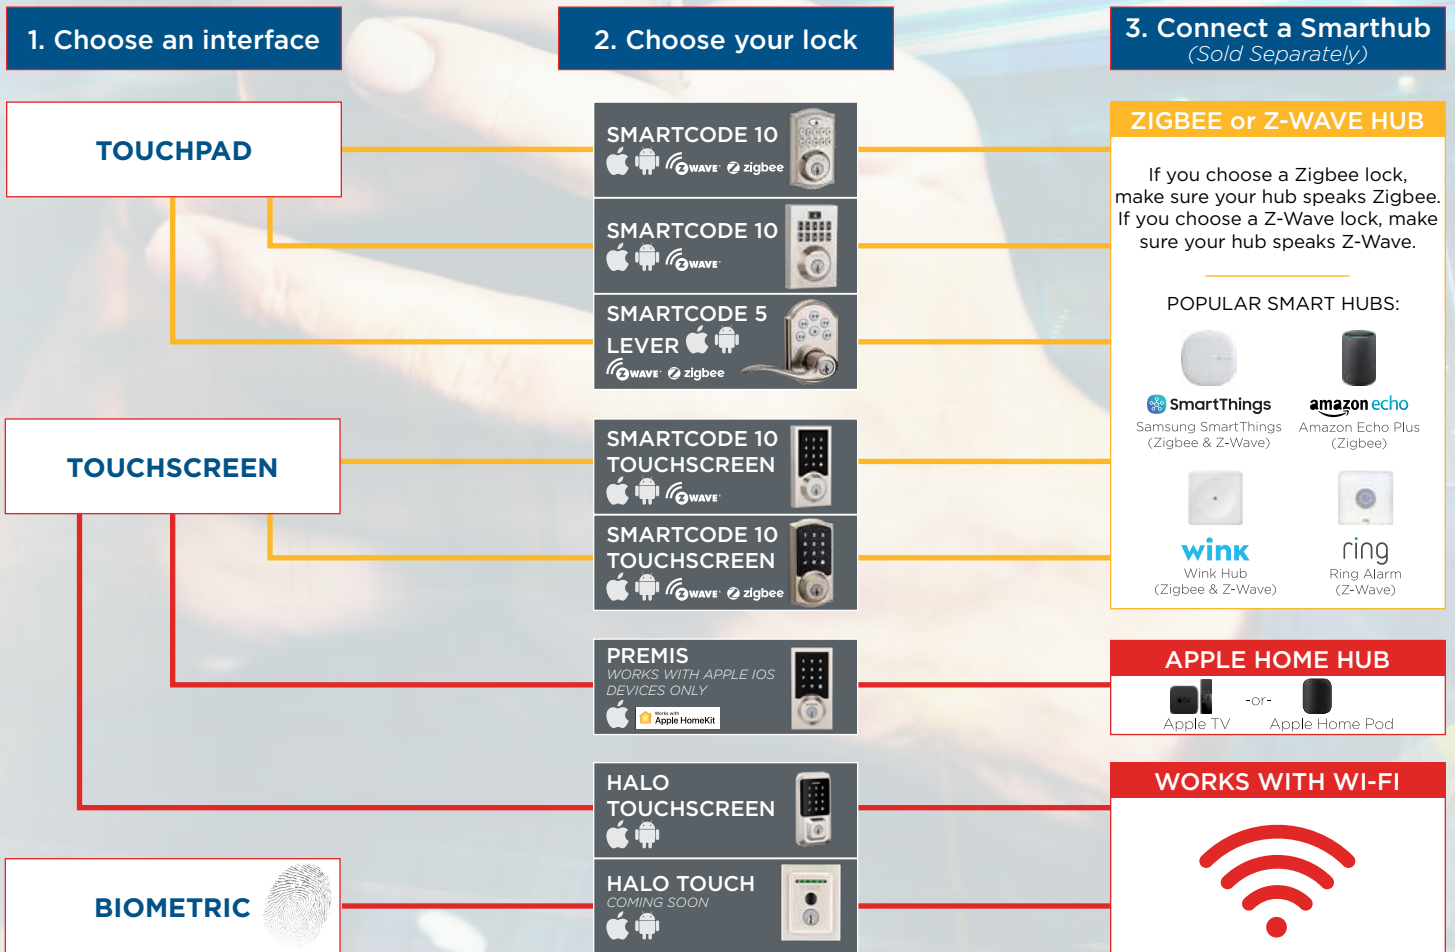 1. Choose an interface
2. Choose your lock
3. Connect a Smarthub
(Sold Separately)
TOUCHPAD
TOUCHSCREEN
BIOMETRIC
SMARTCODE 10
Z WAVE zigbee
SMARTCODE 10
Z WAVE
SMARTCODE 5
LEVER
Z WAVE zigbee
SMARTCODE 10
TOUCHSCREEN
Z WAVE
SMARTCODE 10
TOUCHSCREEN
Z WAVE zigbee
PREMIS
WORKS WITH APPLE IOS
DEVICES ONLY
Works with
Apple HomeKit
HALO
TOUCHSCREEN
HALO TOUCH
COMING SOON
ZIGBEE or Z-WAVE HUB
If you choose a Zigbee lock,
make sure your hub speaks Zigbee.
If you choose a Z-Wave lock, make
sure your hub speaks Z-Wave.
POPULAR SMART HUBS:
SmartThings
Samsung SmartThings
(Zigbee & Z-Wave)
amazon echo
Amazon Echo Plus
(Zigbee)
wink
Wink Hub
(Zigbee & Z-Wave)
ring
Ring Alarm
(Z-Wave)
APPLE HOME HUB
-or-
Apple TV
Apple Home Pod
WORKS WITH WI-FI